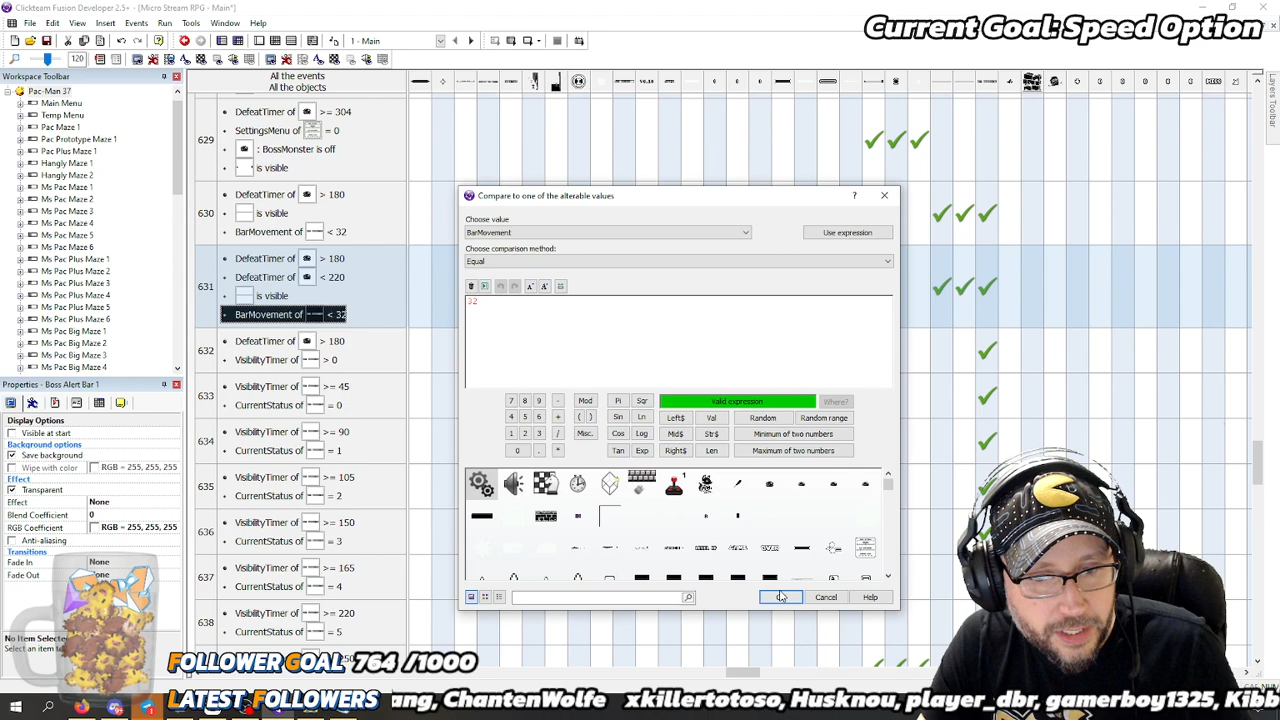 Clickteam Fusion Developer 2.5+ - [Micro Stream RPG - Main*]
File Edit View Insert Events Run Tools Window Help
Current Goal: Speed Option
120
1 - Main
Workspace Toolbar
All the events
All the objects
Layers Toolbar
Pac-Man 37
Main Menu
Temp Menu
Pac Maze 1
Pac Prototype Maze 1
Pac Plus Maze 1
Hangly Maze 1
Hangly Maze 2
Ms Pac Maze 1
Ms Pac Maze 2
Ms Pac Maze 3
Ms Pac Maze 4
Ms Pac Maze 5
Ms Pac Maze 6
Ms Pac Plus Maze 1
Ms Pac Plus Maze 2
Ms Pac Plus Maze 3
Ms Pac Plus Maze 4
Ms Pac Plus Maze 5
Ms Pac Plus Maze 6
Ms Pac Big Maze 1
Ms Pac Big Maze 2
Ms Pac Big Maze 3
Ms Pac Big Maze 4
Properties - Boss Alert Bar 1
Display Options
Visible at start
Background options
Save background
Wipe with color RGB = 255, 255, 255
Effect
Transparent
Effect None
Blend Coefficient 0
RGB Coefficient RGB = 255, 255, 255
Anti-aliasing
Transitions
Fade In None
Fade Out None
No Item Selected
Select an item to
629
DefeatTimer of >= 304
SettingsMenu of = 0
: BossMonster is off
is visible
630
DefeatTimer of > 180
is visible
BarMovement of < 32
631
DefeatTimer of > 180
DefeatTimer of < 220
is visible
BarMovement of < 32
632
DefeatTimer of > 180
VisibilityTimer of > 0
633
VisibilityTimer of >= 45
CurrentStatus of = 0
634
VisibilityTimer of >= 90
CurrentStatus of = 1
635
VisibilityTimer of >= 105
CurrentStatus of = 2
636
VisibilityTimer of >= 150
CurrentStatus of = 3
637
VisibilityTimer of >= 165
CurrentStatus of = 4
638
VisibilityTimer of >= 220
CurrentStatus of = 5
Compare to one of the alterable values
Choose value
BarMovement
Use expression
Choose comparison method:
Equal
32
7 8 9 - Mod Pi Sqr Valid expression Where?
4 5 6 + ( ) Sin Ln Left$ Val Random Random range
1 2 3 / Misc. Cos Log Mid$ Str$ Minimum of two numbers
0 . * Tan Exp Right$ Len Maximum of two numbers
Cancel
Help
Follower Goal 764 /1000
Latest Followers
ang, ChantenWolfe xkillertotoso, Husknou, player_dbr, gamerboy1325, Kibb